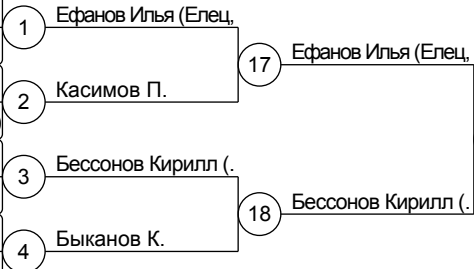 1 Ефанов Илья (Елец,
17 Ефанов Илья (Елец,
2 Касимов П.
3 Бессонов Кирилл (.
18 Бессонов Кирилл (.
4 Быканов К.